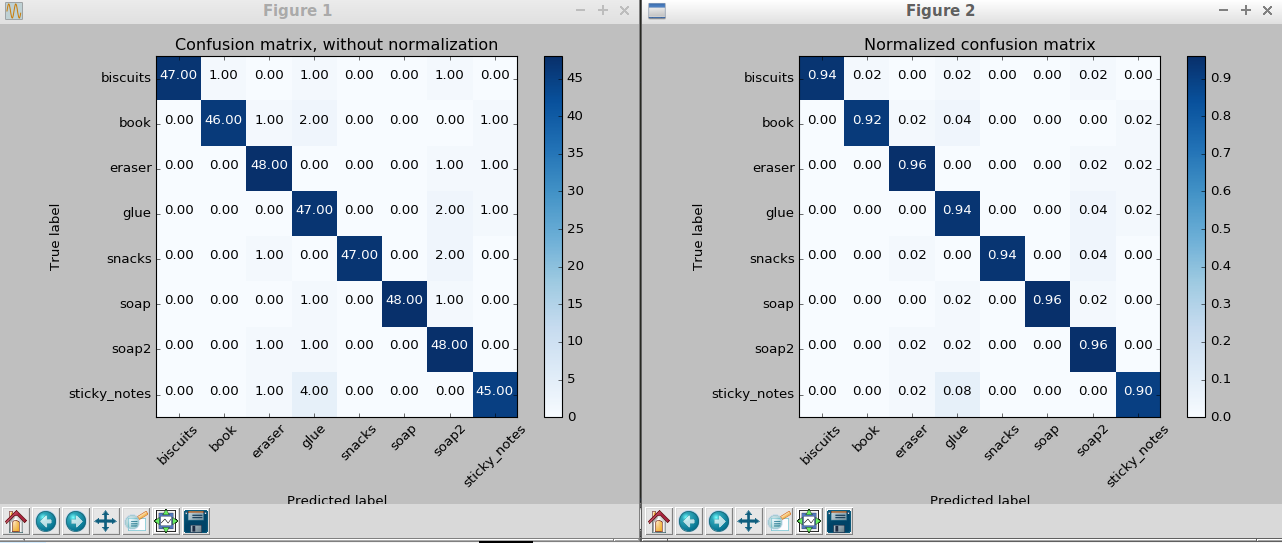 Figure 1
Confusion matrix, without normalization
True label
biscuits 47.00 1.00 0.00 1.00 0.00 0.00 1.00 0.00 45
book 0.00 46.00 1.00 2.00 0.00 0.00 0.00 1.00 40
eraser 0.00 0.00 48.00 0.00 0.00 0.00 1.00 1.00 35
glue 0.00 0.00 0.00 47.00 0.00 0.00 2.00 1.00 30
25
snacks 0.00 0.00 1.00 0.00 47.00 0.00 2.00 0.00 20
soap 0.00 0.00 0.00 1.00 0.00 48.00 1.00 0.00 15
soap2 0.00 0.00 1.00 1.00 0.00 0.00 48.00 0.00 10
sticky_notes 0.00 0.00 1.00 4.00 0.00 0.00 0.00 45.00 5
0
biscuits book eraser glue snacks soap soap2 sticky_notes
Predicted label
Figure 2
Normalized confusion matrix
True label
biscuits 0.94 0.02 0.00 0.02 0.00 0.00 0.02 0.00 0.9
book 0.00 0.92 0.02 0.04 0.00 0.00 0.00 0.02 0.8
eraser 0.00 0.00 0.96 0.00 0.00 0.00 0.02 0.02 0.7
0.6
glue 0.00 0.00 0.00 0.94 0.00 0.00 0.04 0.02 0.5
snacks 0.00 0.00 0.02 0.00 0.94 0.00 0.04 0.00 0.4
soap 0.00 0.00 0.00 0.02 0.00 0.96 0.02 0.00 0.3
soap2 0.00 0.00 0.02 0.02 0.00 0.00 0.96 0.00 0.2
sticky_notes 0.00 0.00 0.02 0.08 0.00 0.00 0.00 0.90 0.1
0.0
biscuits book eraser glue snacks soap soap2 sticky_notes
Predicted label